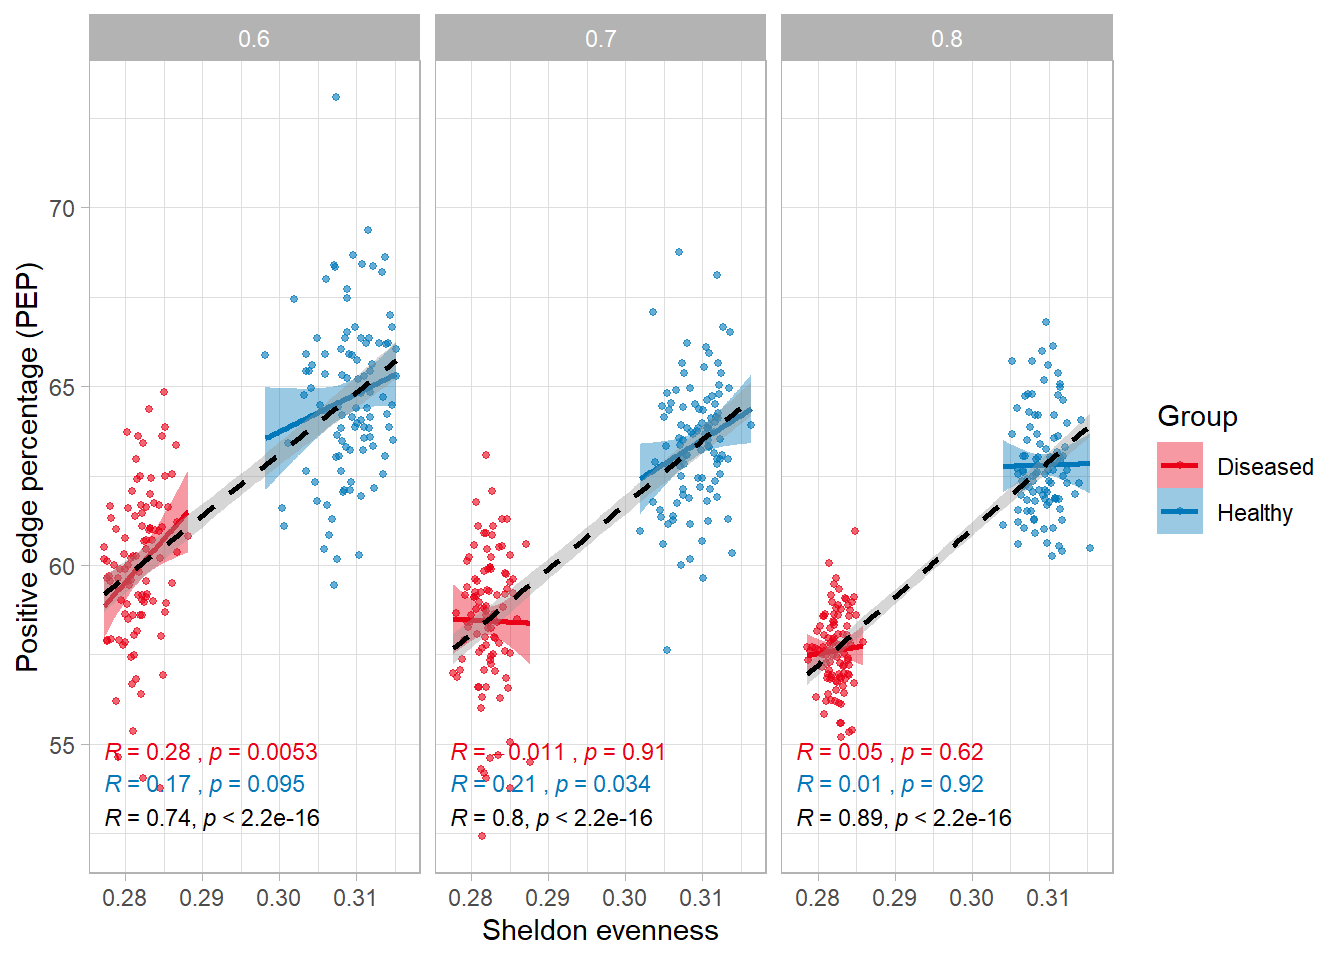 0.6 0.7 0.8
Positive edge percentage (PEP)
70
65
60
55
R = 0.28 , p = 0.0053
R = 0.17 , p = 0.095
R = 0.74, p < 2.2e-16
R = - 0.011 , p = 0.91
R = 0.21 , p = 0.034
R = 0.8, p < 2.2e-16
R = 0.05 , p = 0.62
R = 0.01 , p = 0.92
R = 0.89, p < 2.2e-16
0.28 0.29 0.30 0.31 0.28 0.29 0.30 0.31 0.28 0.29 0.30 0.31
Sheldon evenness
Group
Diseased
Healthy